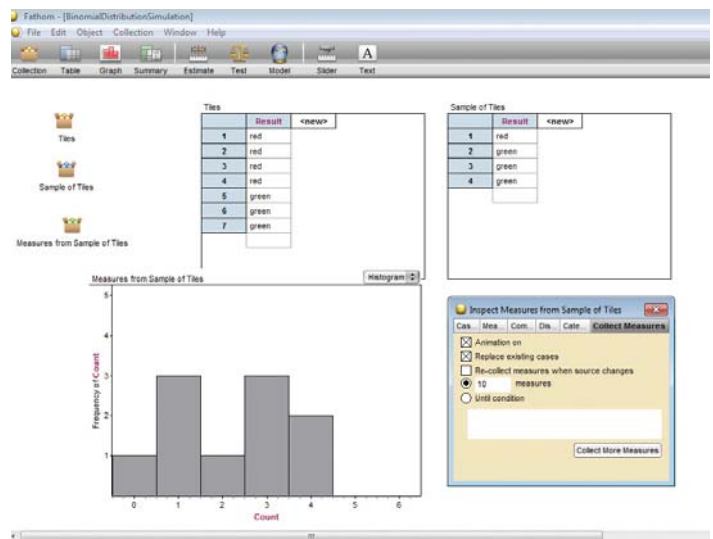 Fathom - [BinomialDistributionSimulation]
File Edit Object Collection Window Help
Collection Table Graph Summary Estimate Test Model Slider Text
A
Tiles
Sample of Tiles
Measures from Sample of Tiles
Tiles
Result <new>
1 red
2 red
3 red
4 red
5 green
6 green
7 green
Sample of Tiles
Result <new>
1 red
2 green
3 green
4 green
Measures from Sample of Tiles
Histogram
Frequency of Count
5
4
3
2
1
0 1 2 3 4 5 6
Count
Inspect Measures from Sample of Tiles
Cas... Mea... Com... Dis... Cate... Collect Measures
Animation on
Replace existing cases
Re-collect measures when source changes
10 measures
Until condition
Collect More Measures